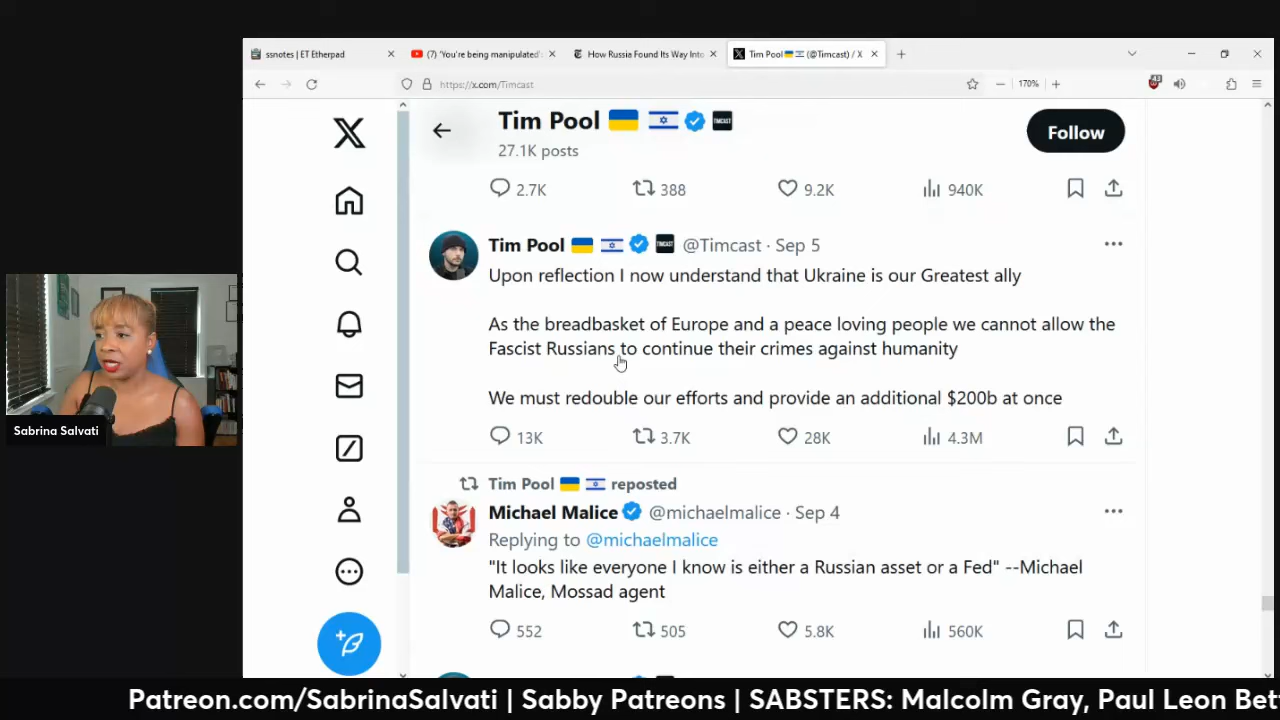 ssnotes | ET Etherpad
(7) 'You're being manipulated':
How Russia Found Its Way Into
Tim Pool (@Timcast) / X
https://x.com/Timcast
170%
Tim Pool
TIMCAST
27.1K posts
Follow
2.7K 388 9.2K 940K
Tim Pool TIMCAST @Timcast · Sep 5
Upon reflection I now understand that Ukraine is our Greatest ally
As the breadbasket of Europe and a peace loving people we cannot allow the
Fascist Russians to continue their crimes against humanity
We must redouble our efforts and provide an additional $200b at once
13K 3.7K 28K 4.3M
Tim Pool reposted
Michael Malice @michaelmalice · Sep 4
Replying to @michaelmalice
"It looks like everyone I know is either a Russian asset or a Fed" --Michael
Malice, Mossad agent
552 505 5.8K 560K
Sabrina Salvati
Patreon.com/SabrinaSalvati | Sabby Patreons | SABSTERS: Malcolm Gray, Paul Leon Bet